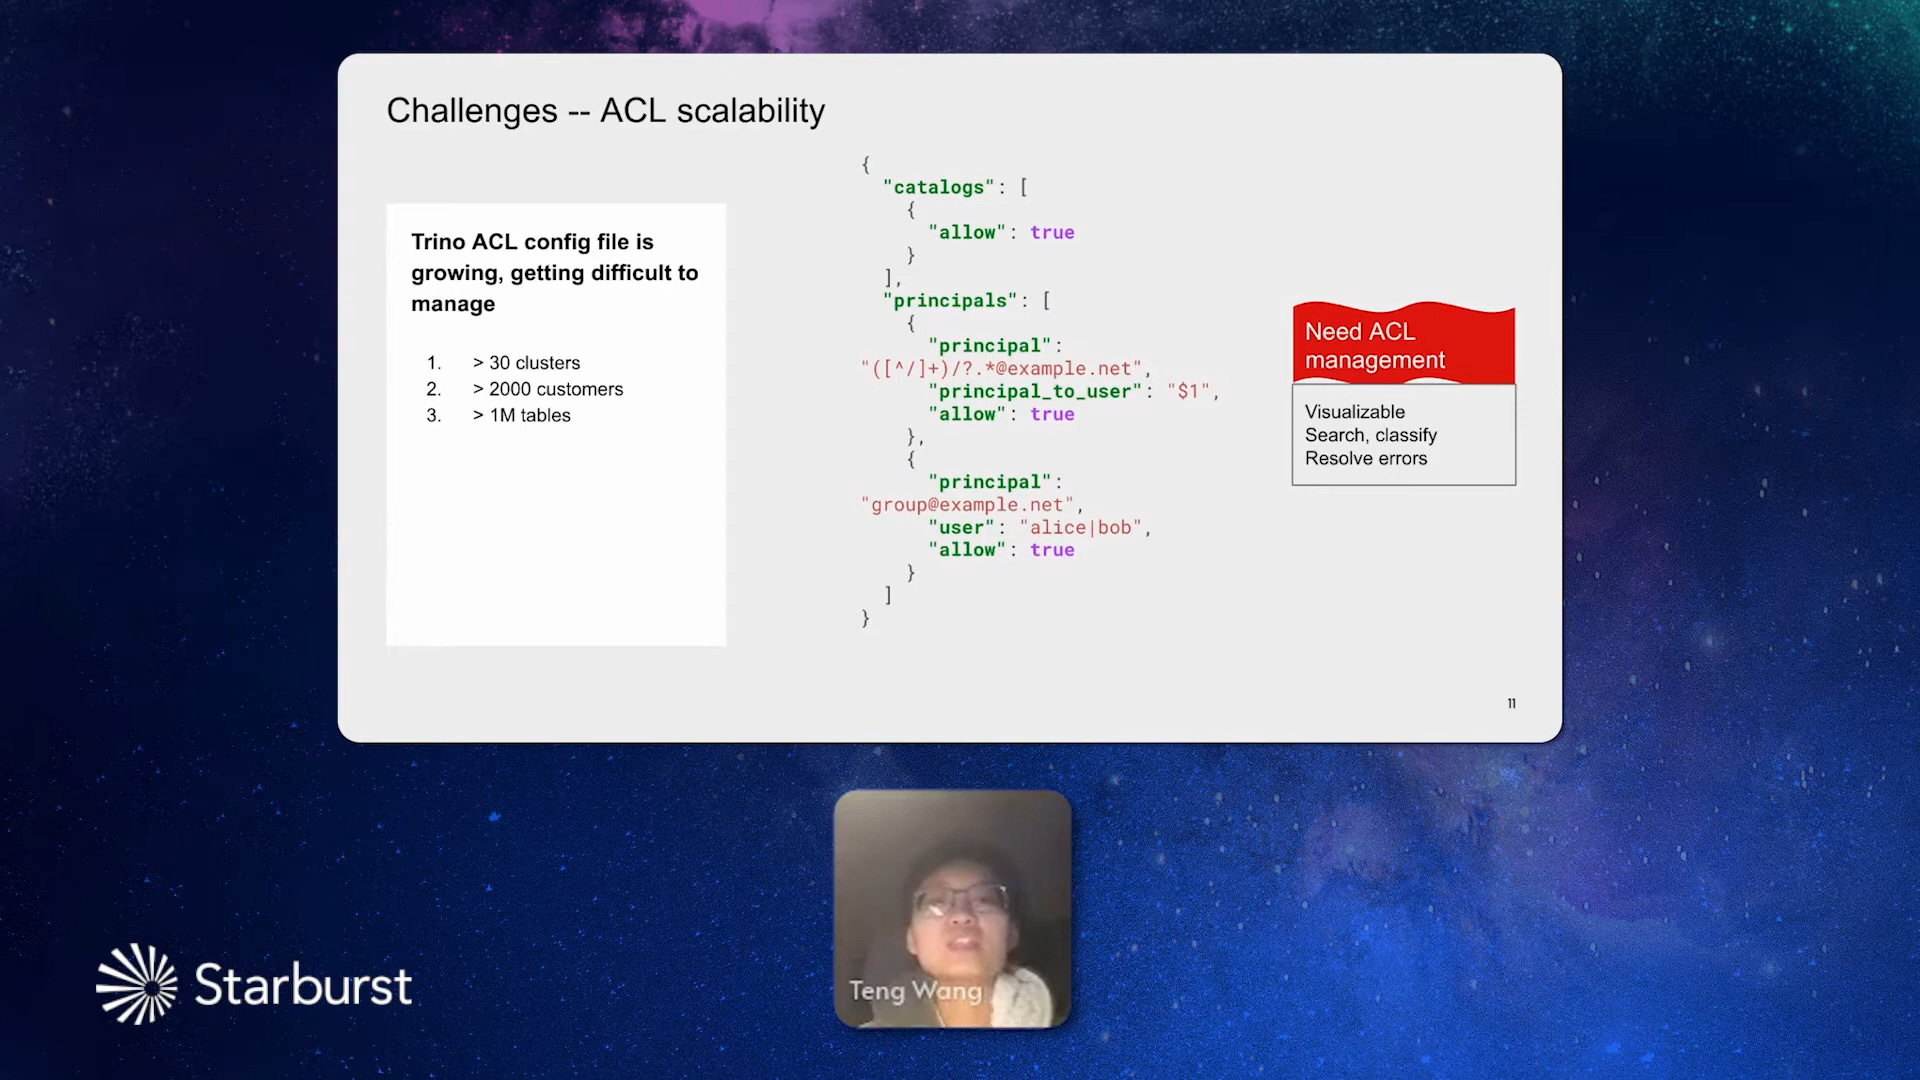 Challenges -- ACL scalability
Trino ACL config file is
growing, getting difficult to
manage
1. > 30 clusters
2. > 2000 customers
3. > 1M tables
{
"catalogs": [
{
"allow": true
}
],
"principals": [
{
"principal":
"([^/]+)/?.*@example.net",
"principal_to_user": "$1",
"allow": true
},
{
"principal":
"group@example.net",
"user": "alice|bob",
"allow": true
}
]
}
Need ACL
management
Visualizable
Search, classify
Resolve errors
11
Teng Wang
Starburst